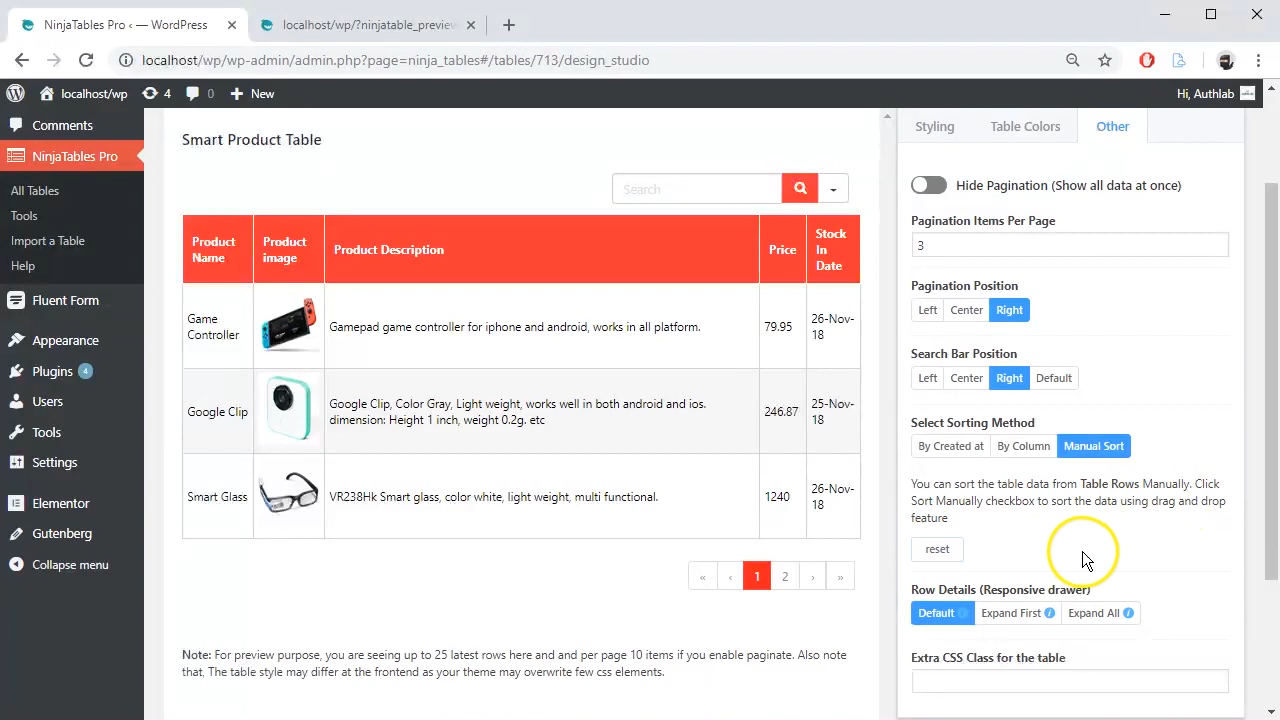 NinjaTables Pro ‹ — WordPress
localhost/wp/?ninjatable_preview
localhost/wp/wp-admin/admin.php?page=ninja_tables#/tables/713/design_studio
localhost/wp
4
0
New
Hi, Authlab
Comments
NinjaTables Pro
All Tables
Tools
Import a Table
Help
Fluent Form
Appearance
Plugins 4
Users
Tools
Settings
Elementor
Gutenberg
Collapse menu
Smart Product Table
Search
Product Name
Product image
Product Description
Price
Stock In Date
Game Controller
Gamepad game controller for iphone and android, works in all platform.
79.95
26-Nov-18
Google Clip
Google Clip, Color Gray, Light weight, works well in both android and ios.
dimension: Height 1 inch, weight 0.2g. etc
246.87
25-Nov-18
Smart Glass
VR238Hk Smart glass, color white, light weight, multi functional.
1240
26-Nov-18
« ‹ 1 2 › »
Note: For preview purpose, you are seeing up to 25 latest rows here and and per page 10 items if you enable paginate. Also note
that, The table style may differ at the frontend as your theme may overwrite few css elements.
Styling Table Colors Other
Hide Pagination (Show all data at once)
Pagination Items Per Page
3
Pagination Position
Left Center Right
Search Bar Position
Left Center Right Default
Select Sorting Method
By Created at By Column Manual Sort
You can sort the table data from Table Rows Manually. Click
Sort Manually checkbox to sort the data using drag and drop
feature
reset
Row Details (Responsive drawer)
Default Expand First Expand All
Extra CSS Class for the table